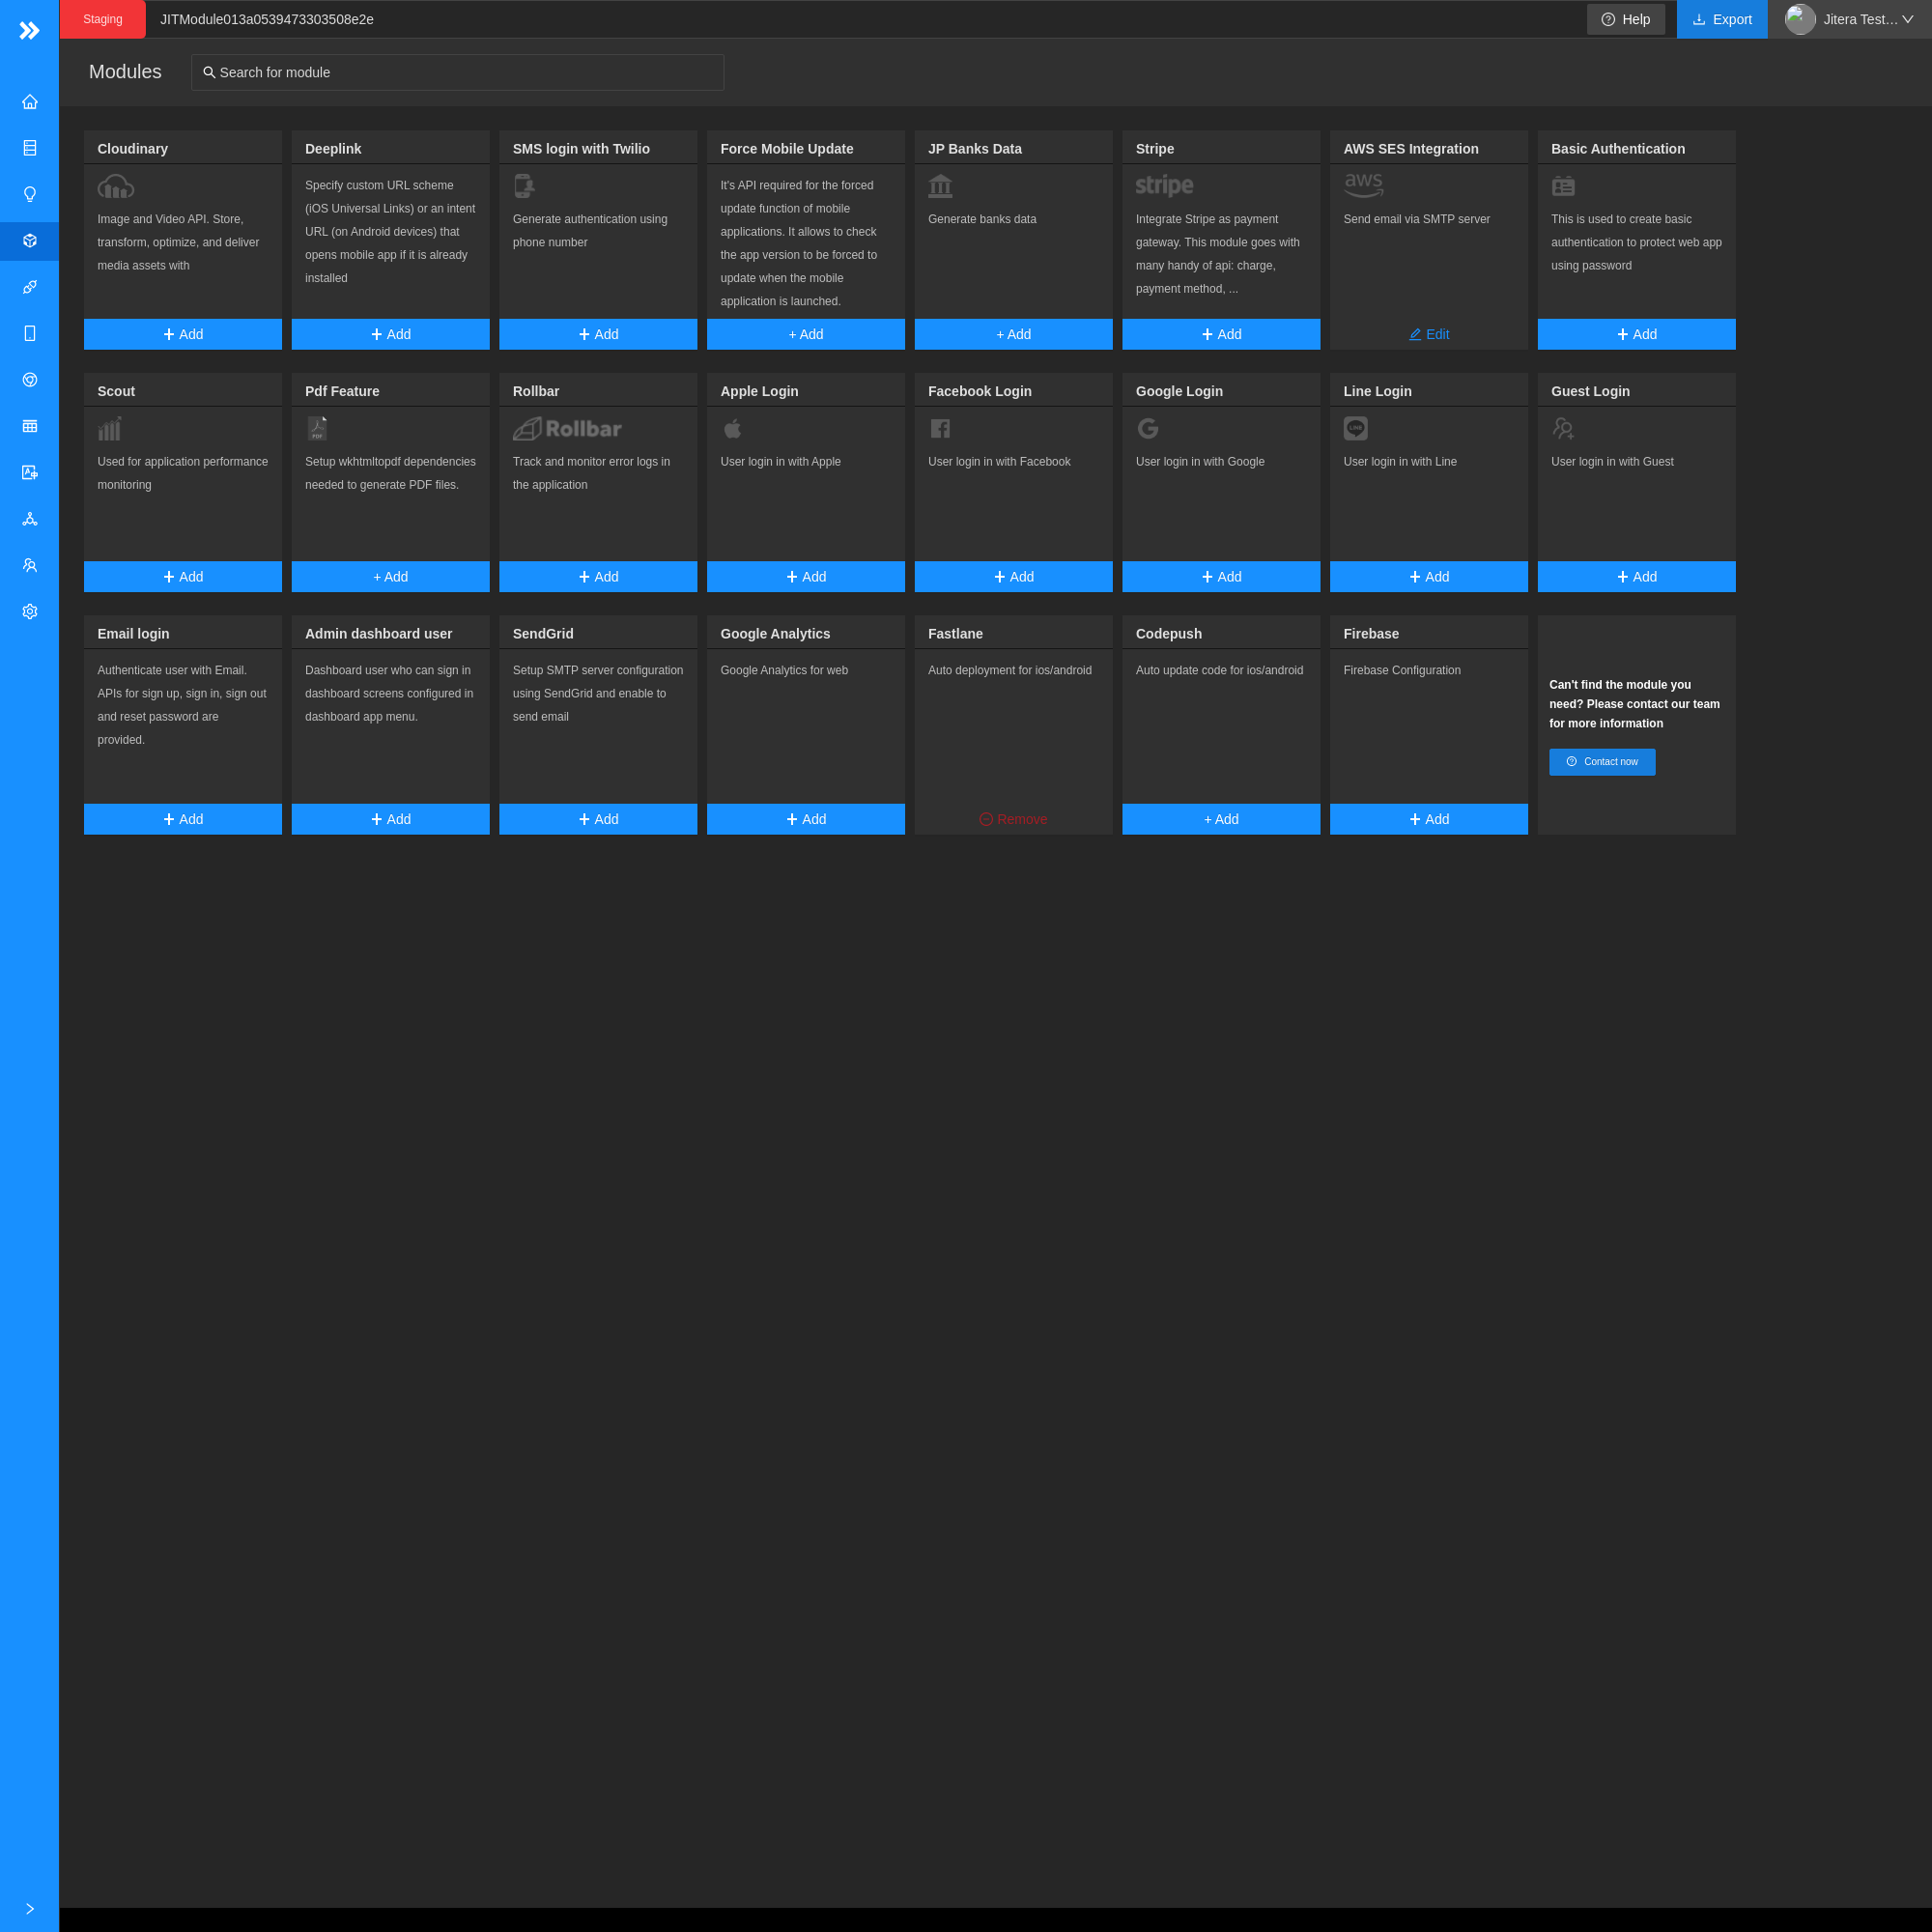 Staging
JITModule013a0539473303508e2e
Help
Export
Jitera Test...
Modules
Search for module
Cloudinary
Image and Video API. Store,
transform, optimize, and deliver
media assets with
Add
Deeplink
Specify custom URL scheme
(iOS Universal Links) or an intent
URL (on Android devices) that
opens mobile app if it is already
installed
Add
SMS login with Twilio
Generate authentication using
phone number
Add
Force Mobile Update
It's API required for the forced
update function of mobile
applications. It allows to check
the app version to be forced to
update when the mobile
application is launched.
+ Add
JP Banks Data
Generate banks data
+ Add
Stripe
stripe
Integrate Stripe as payment
gateway. This module goes with
many handy of api: charge,
payment method, ...
Add
AWS SES Integration
aws
Send email via SMTP server
Edit
Basic Authentication
This is used to create basic
authentication to protect web app
using password
Add
Scout
Used for application performance
monitoring
Add
Pdf Feature
PDF
Setup wkhtmltopdf dependencies
needed to generate PDF files.
+ Add
Rollbar
Rollbar
Track and monitor error logs in
the application
Add
Apple Login
User login in with Apple
Add
Facebook Login
User login in with Facebook
Add
Google Login
User login in with Google
Add
Line Login
LINE
User login in with Line
Add
Guest Login
User login in with Guest
Add
Email login
Authenticate user with Email.
APIs for sign up, sign in, sign out
and reset password are
provided.
Add
Admin dashboard user
Dashboard user who can sign in
dashboard screens configured in
dashboard app menu.
Add
SendGrid
Setup SMTP server configuration
using SendGrid and enable to
send email
Add
Google Analytics
Google Analytics for web
Add
Fastlane
Auto deployment for ios/android
Remove
Codepush
Auto update code for ios/android
+ Add
Firebase
Firebase Configuration
Add
Can't find the module you
need? Please contact our team
for more information
Contact now